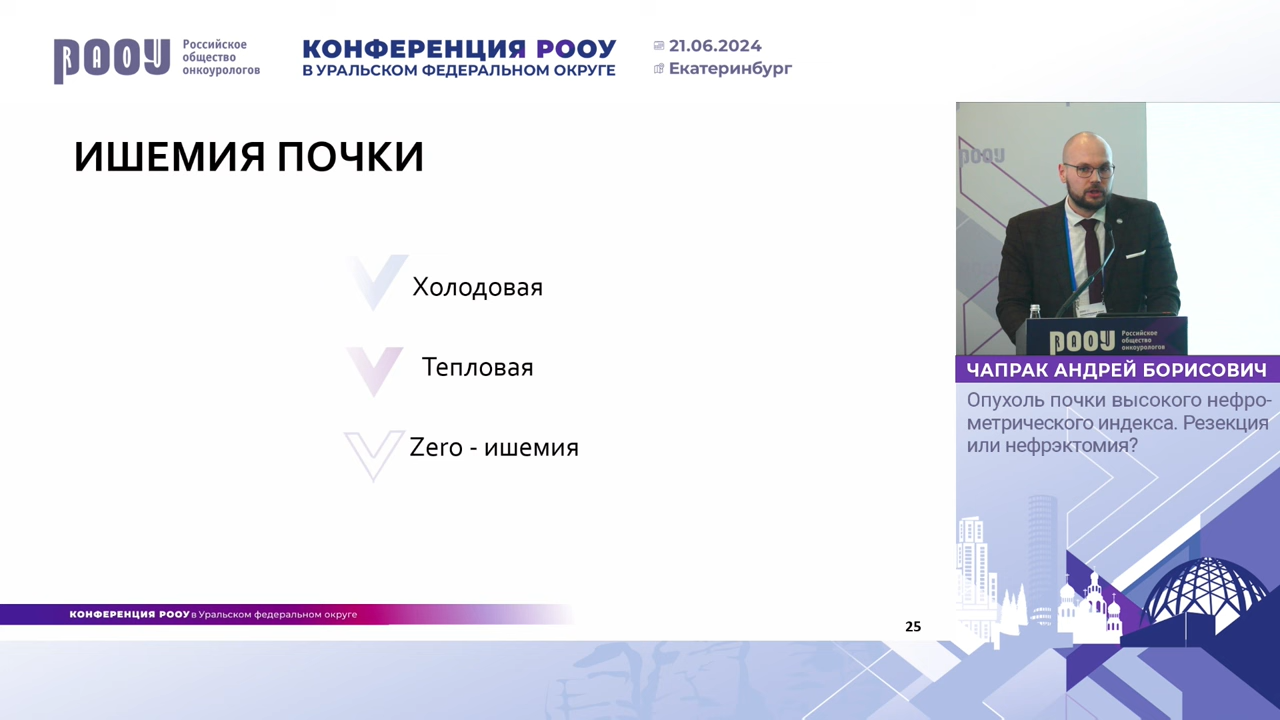 РООУ
Российское
общество
онкоурологов
КОНФЕРЕНЦИЯ РООУ
В УРАЛЬСКОМ ФЕДЕРАЛЬНОМ ОКРУГЕ
21.06.2024
Екатеринбург
ИШЕМИЯ ПОЧКИ
Холодовая
Тепловая
Zero - ишемия
КОНФЕРЕНЦИЯ РООУ в Уральском федеральном округе
25
РООУ
РООУ
Российское
общество
онкоурологов
ЧАПРАК АНДРЕЙ БОРИСОВИЧ
Опухоль почки высокого нефро-
метрического индекса. Резекция
или нефрэктомия?